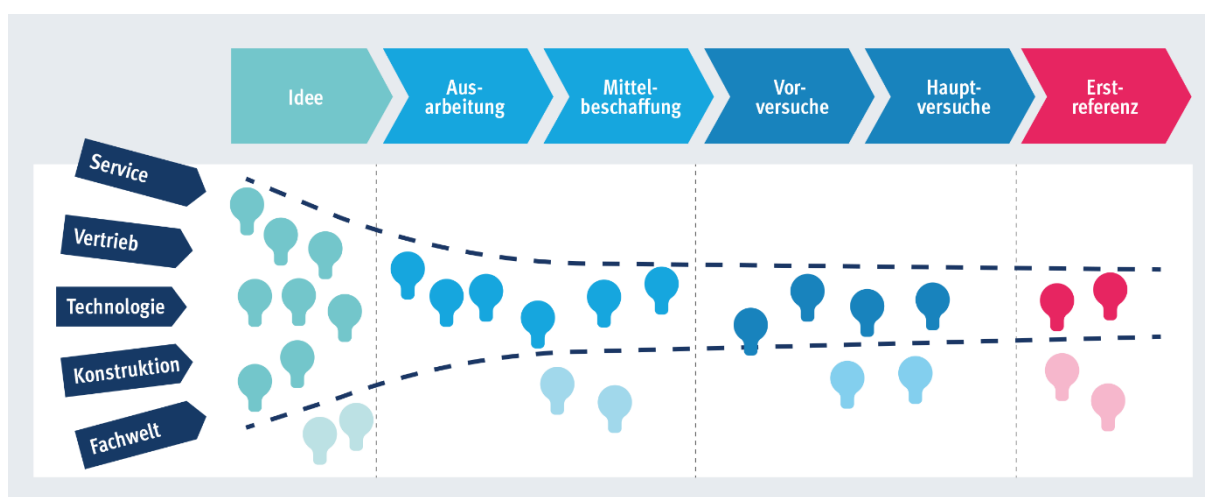 Idee
Aus-
arbeitung
Mittel-
beschaffung
Vor-
versuche
Haupt-
versuche
Erst-
referenz
Service
Vertrieb
Technologie
Konstruktion
Fachwelt